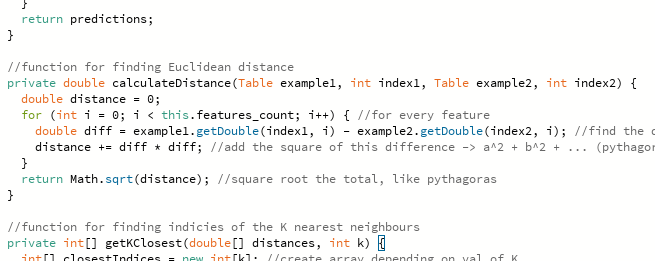 }
return predictions;
}
//function for finding Euclidean distance
private double calculateDistance(Table example1, int index1, Table example2, int index2) {
double distance = 0;
for (int i = 0; i < this.features_count; i++) { //for every feature
double diff = example1.getDouble(index1, i) - example2.getDouble(index2, i); //find the
distance += diff * diff; //add the square of this difference -> a^2 + b^2 + ... (pythagor
}
return Math.sqrt(distance); //square root the total, like pythagoras
}
//function for finding indicies of the K nearest neighbours
private int[] getKClosest(double[] distances, int k) {
int[] closestIndices = new int[k]; //create array depending on val of K